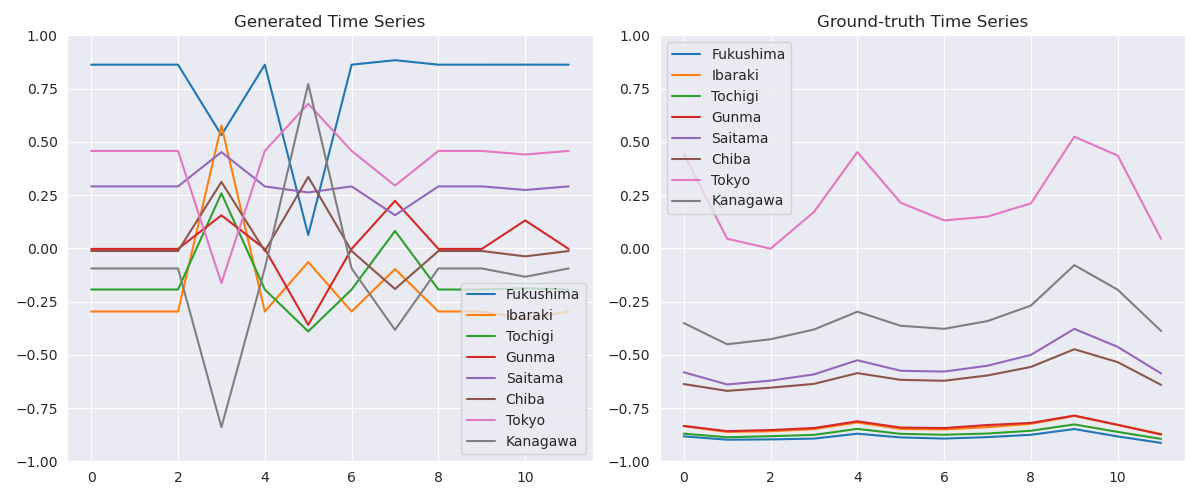 Generated Time Series
1.00
0.75
0.50
0.25
0.00
−0.25
−0.50
−0.75
−1.00
0 2 4 6 8 10
Fukushima
Ibaraki
Tochigi
Gunma
Saitama
Chiba
Tokyo
Kanagawa
Ground-truth Time Series
1.00
0.75
0.50
0.25
0.00
−0.25
−0.50
−0.75
−1.00
0 2 4 6 8 10
Fukushima
Ibaraki
Tochigi
Gunma
Saitama
Chiba
Tokyo
Kanagawa